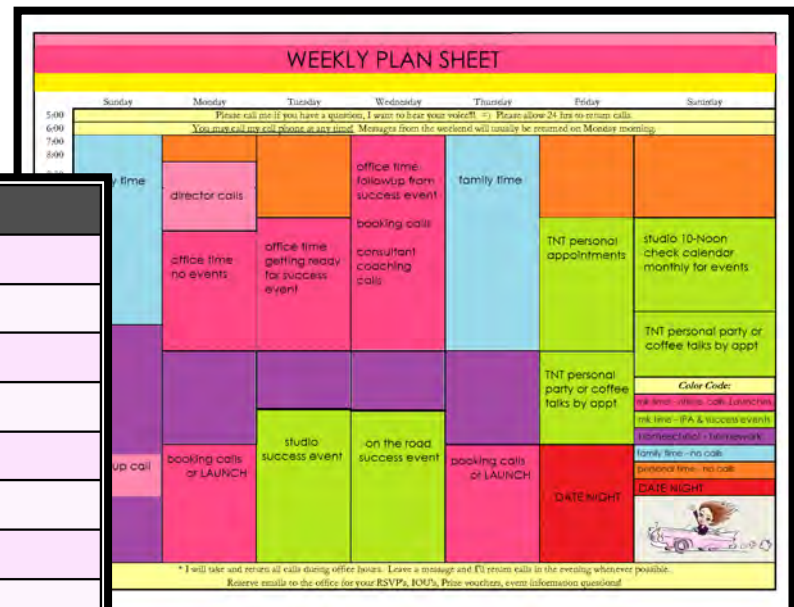 WEEKLY PLAN SHEET
Sunday Monday Tuesday Wednesday Thursday Friday Saturday
5:00 Please call me if you have a question, I want to hear your voice!!! =) Please allow 24 hrs to return calls.
6:00 You may call my cell phone at any time! Messages from the weekend will usually be returned on Monday morning.
7:00
8:00
y time
director calls
office time
no events
booking calls
or LAUNCH
office time
getting ready
for success
event
studio
success event
office time
followup from
success event
booking calls
consultant
coaching
calls
on the road
success event
family time
booking calls
or LAUNCH
TNT personal
appointments
TNT personal
party or coffee
talks by appt
DATE NIGHT
studio 10-Noon
check calendar
monthly for events
TNT personal party or
coffee talks by appt
Color Code:
mk time - IPA & success events
homeschool - homework
family time - no calls
personal time - no calls
DATE NIGHT
up call
* I will take and return all calls during office hours. Leave a message and I'll return calls in the evening whenever possible.
Reserve emails to the office for your RSVP's, IOU's, Prize vouchers, event information questions!